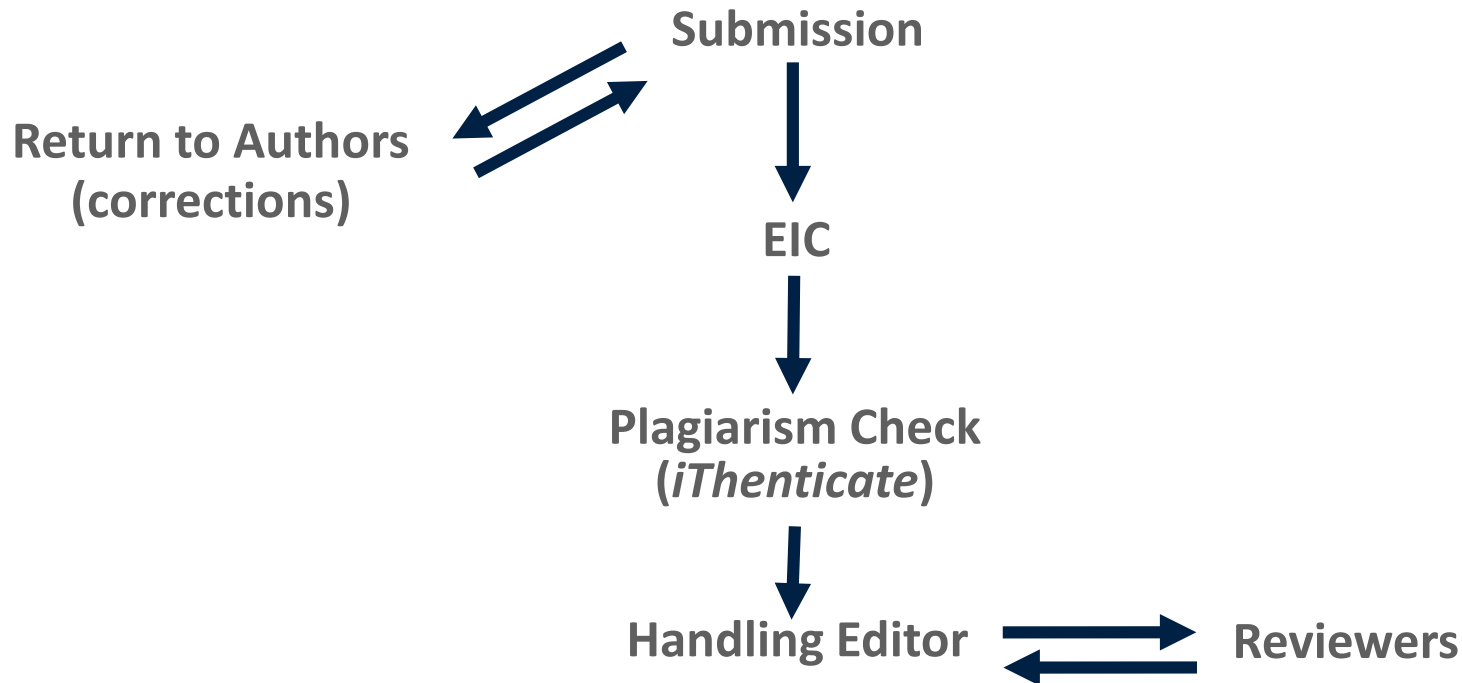 Submission
Return to Authors
(corrections)
EIC
Plagiarism Check
(iThenticate)
Handling Editor
Reviewers